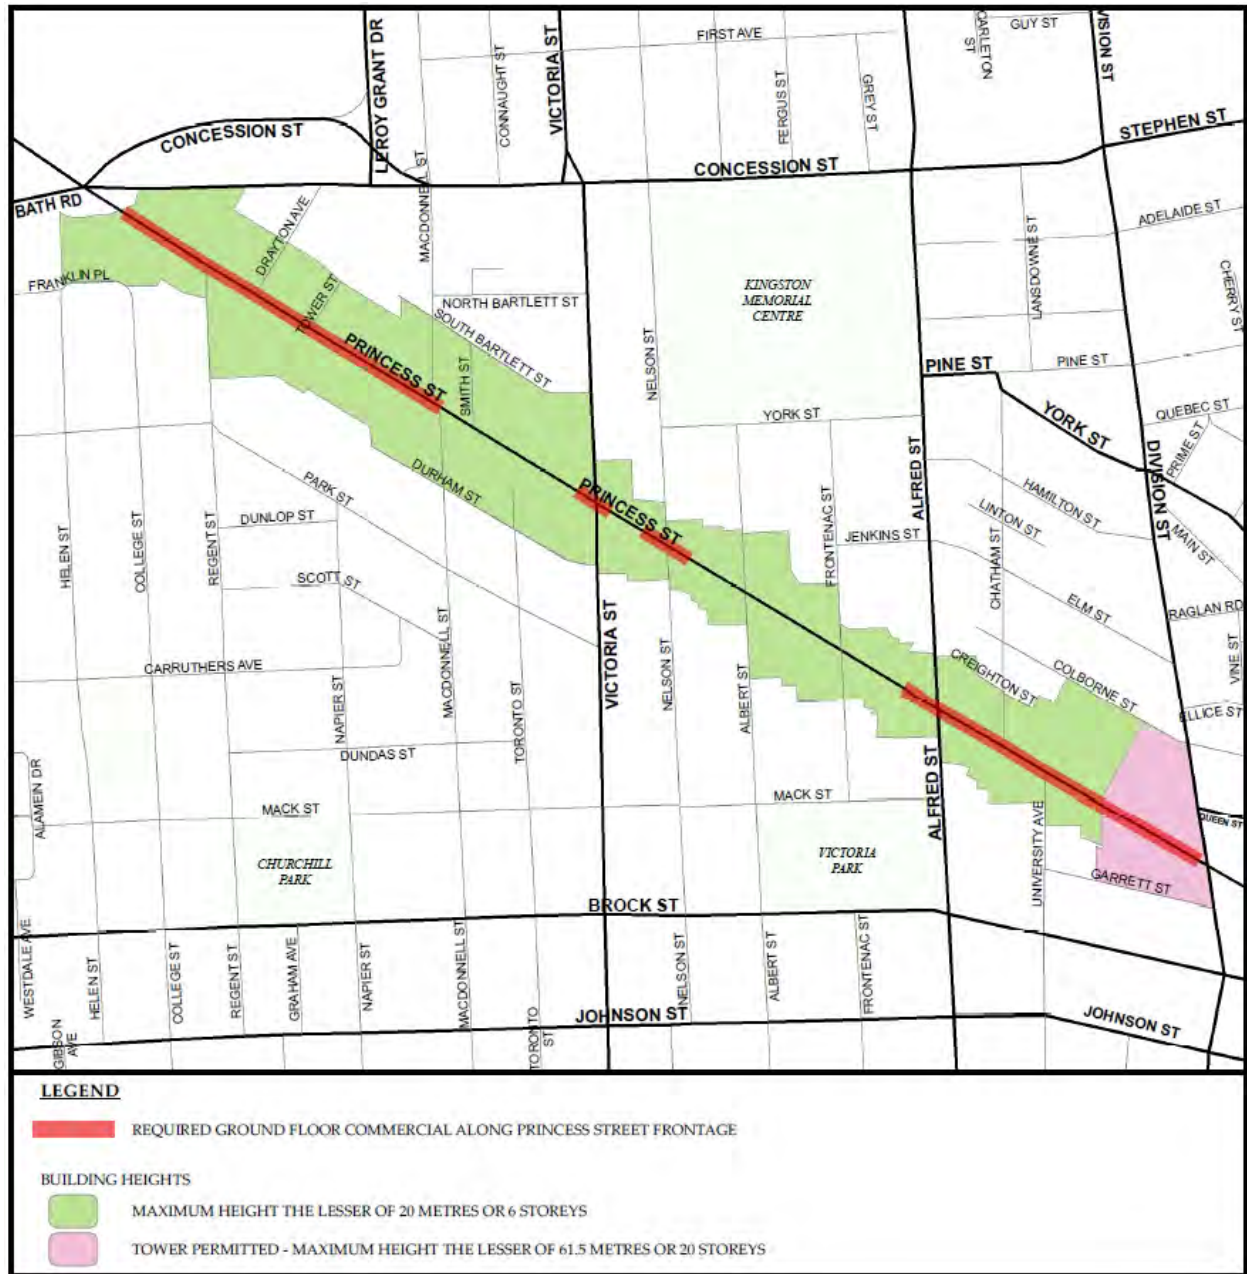 GUY ST
CARLETON
ST
VISION ST
FIRST AVE
LEROY GRANT DR
VICTORIA ST
CONNAUGHT ST
FERGUS ST
GREY ST
STEPHEN ST
CONCESSION ST
CONCESSION ST
MACDONNELL ST
BATH RD
DRAYTON AVE
ADELAIDE ST
LANSDOWNE ST
CHERRY ST
FRANKLIN PL
TOWER ST
NORTH BARTLETT ST
SOUTH BARTLETT ST
KINGSTON
MEMORIAL
CENTRE
PRINCESS ST
SMITH ST
NELSON ST
PINE ST
PINE ST
YORK ST
YORK ST
QUEBEC ST
PRIME ST
DIVISION ST
ALFRED ST
DURHAM ST
PARK ST
PRINCESS ST
HAMILTON ST
LINTON ST
MAIN ST
DUNLOP ST
HELEN ST
COLLEGE ST
REGENT ST
FRONTENAC ST
JENKINS ST
CHATHAM ST
SCOTT ST
ELM ST
RAGLAN RD
VINE ST
VICTORIA ST
MACDONNELL ST
CARRUTHERS AVE
NAPIER ST
TORONTO ST
NELSON ST
ALBERT ST
CREIGHTON ST
COLBORNE ST
ELLICE ST
DUNDAS ST
ALAMEIN DR
MACK ST
MACK ST
ALFRED ST
QUEEN ST
CHURCHILL
PARK
VICTORIA
PARK
UNIVERSITY AVE
GARRETT ST
BROCK ST
WESTDALE AVE
HELEN ST
COLLEGE ST
REGENT ST
GRAHAM AVE
NAPIER ST
MACDONNELL ST
NELSON ST
ALBERT ST
FRONTENAC ST
GIBSON
AVE
TORONTO
ST
JOHNSON ST
JOHNSON ST
LEGEND
REQUIRED GROUND FLOOR COMMERCIAL ALONG PRINCESS STREET FRONTAGE
BUILDING HEIGHTS
MAXIMUM HEIGHT THE LESSER OF 20 METRES OR 6 STOREYS
TOWER PERMITTED - MAXIMUM HEIGHT THE LESSER OF 61.5 METRES OR 20 STOREYS